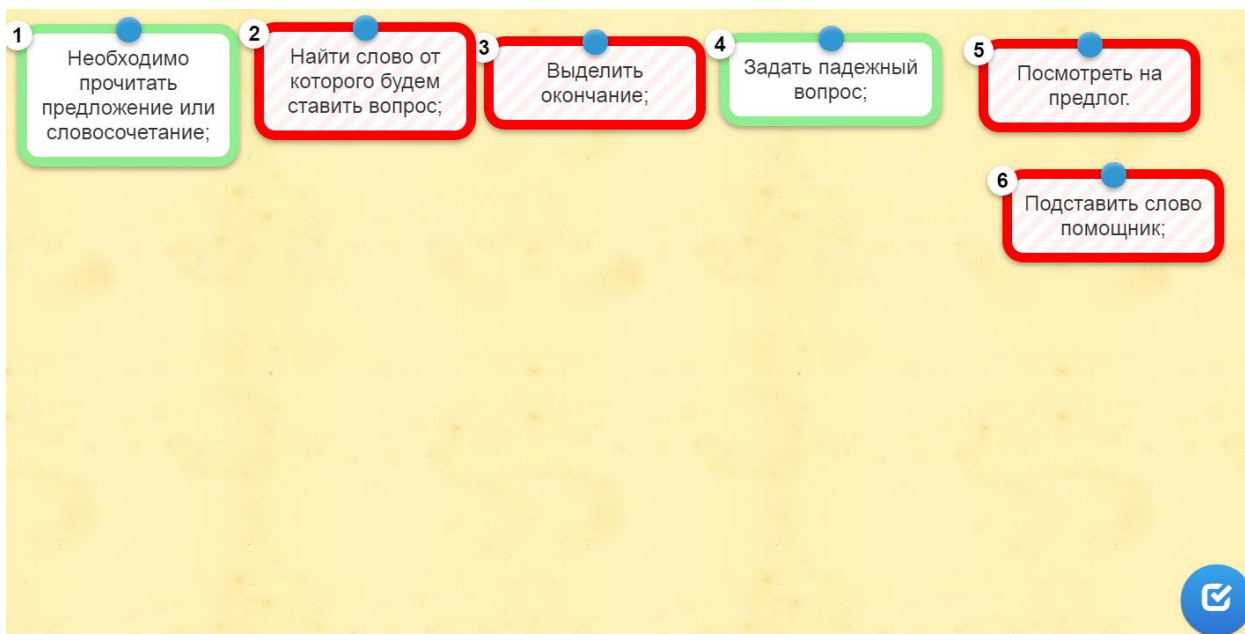 1
Необходимо
прочитать
предложение или
словосочетание;
2
Найти слово от
которого будем
ставить вопрос;
3
Выделить
окончание;
4
Задать падежный
вопрос;
5
Посмотреть на
предлог.
6
Подставить слово
помощник;